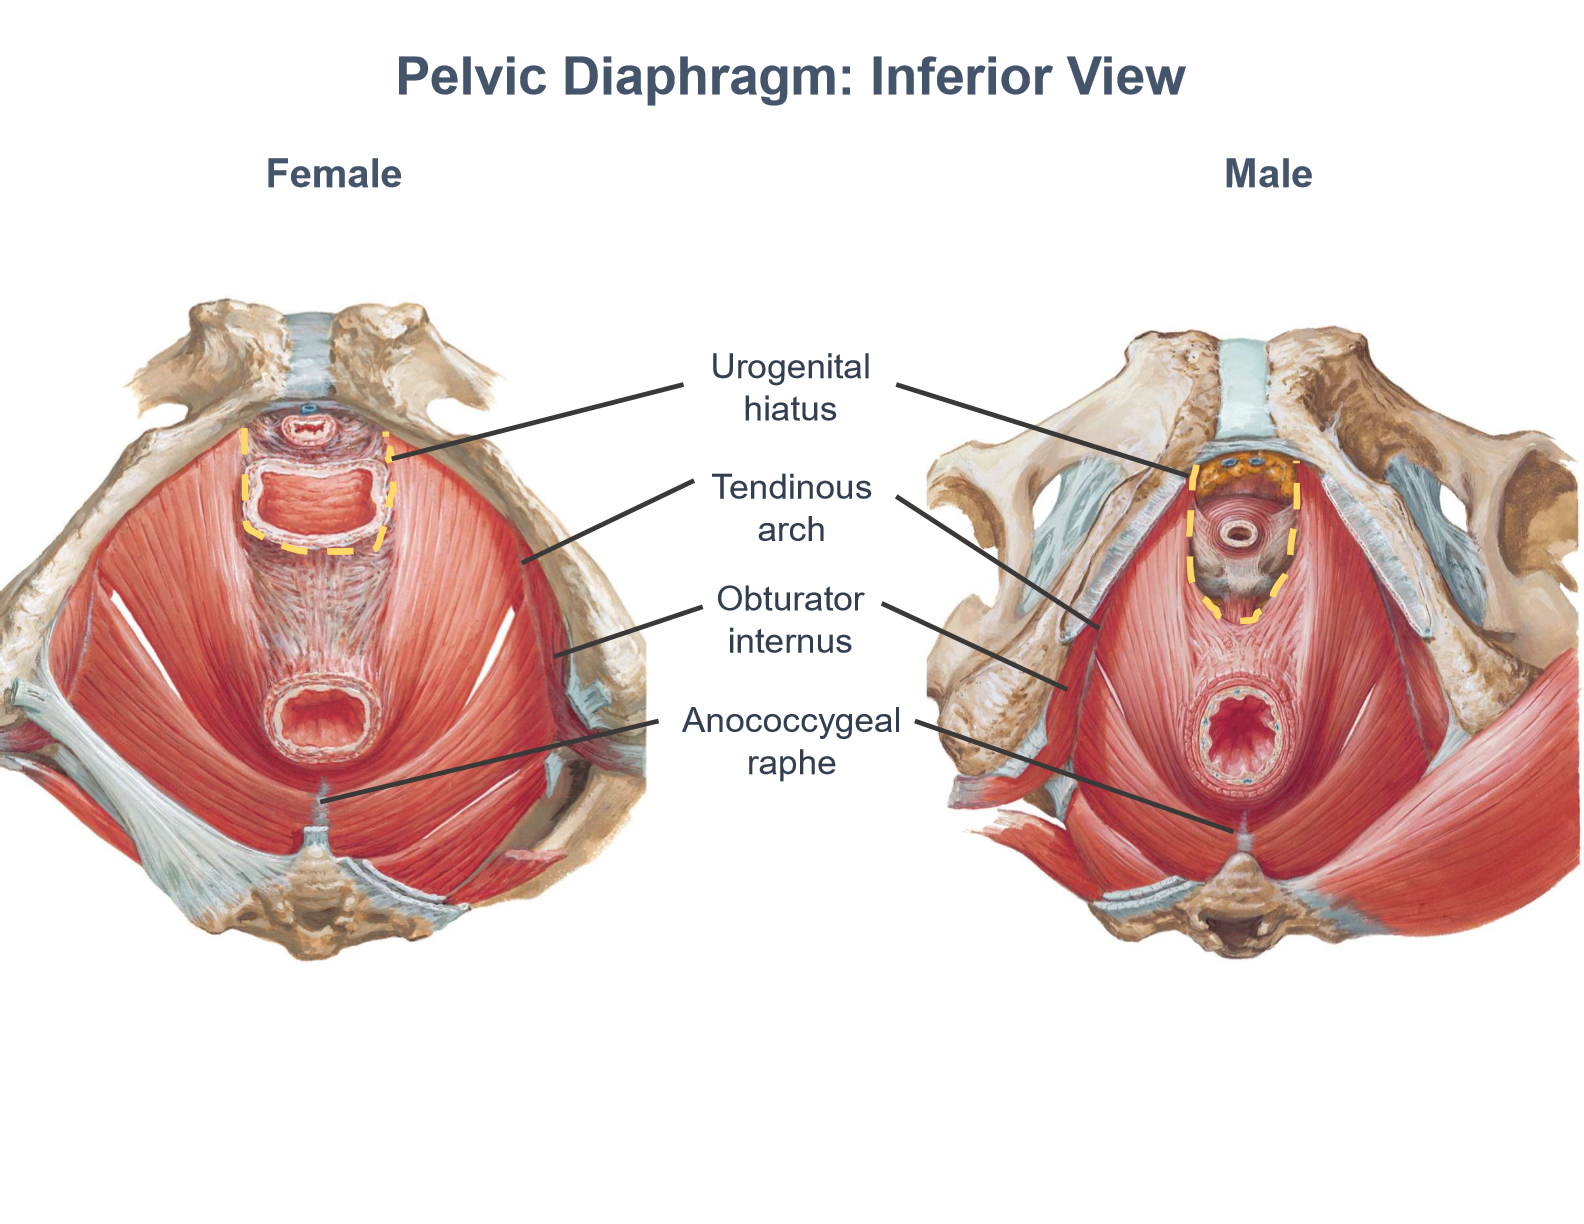 Pelvic Diaphragm: Inferior View
Female
Male
Urogenital
hiatus
Tendinous
arch
Obturator
internus
Anococcygeal
raphe